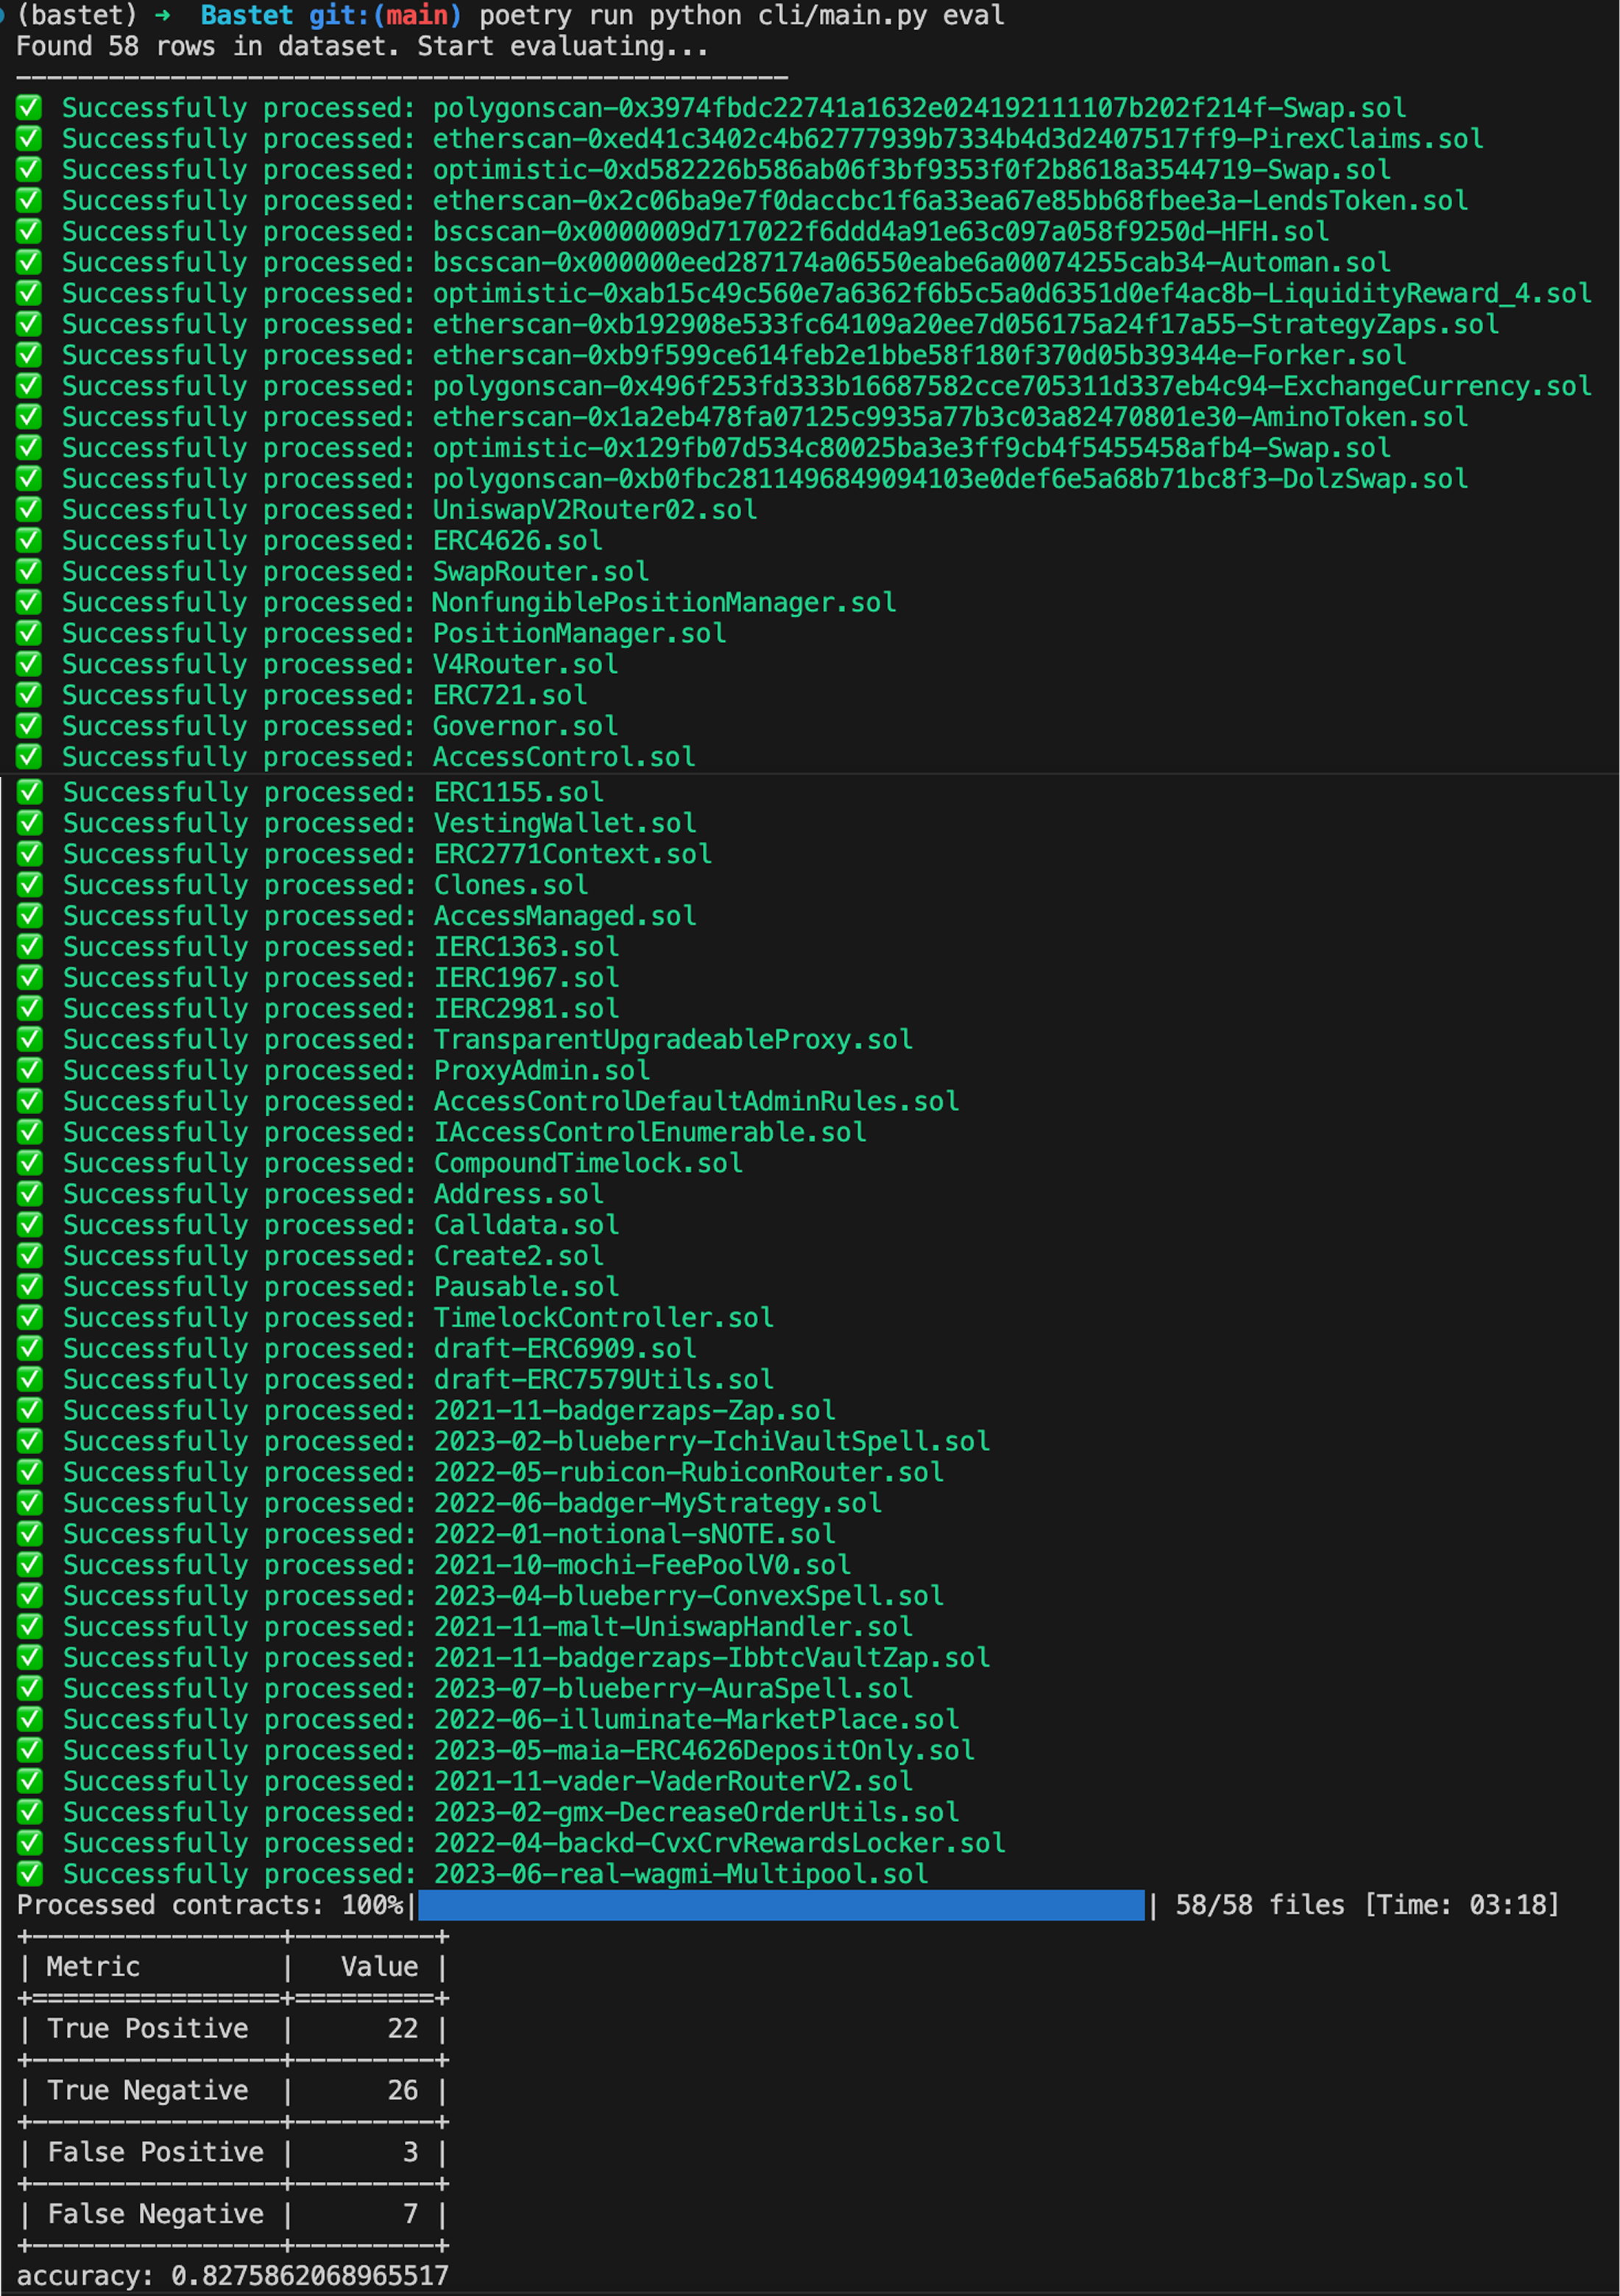 (bastet) ➜ Bastet git:(main) poetry run python cli/main.py eval
Found 58 rows in dataset. Start evaluating...
--------------------------------------------------
✅ Successfully processed: polygonscan-0x3974fbdc22741a1632e024192111107b202f214f-Swap.sol
✅ Successfully processed: etherscan-0xed41c3402c4b62777939b7334b4d3d2407517ff9-PirexClaims.sol
✅ Successfully processed: optimistic-0xd582226b586ab06f3bf9353f0f2b8618a3544719-Swap.sol
✅ Successfully processed: etherscan-0x2c06ba9e7f0daccbc1f6a33ea67e85bb68fbee3a-LendsToken.sol
✅ Successfully processed: bscscan-0x0000009d717022f6ddd4a91e63c097a058f9250d-HFH.sol
✅ Successfully processed: bscscan-0x000000eed287174a06550eabe6a00074255cab34-Automan.sol
✅ Successfully processed: optimistic-0xab15c49c560e7a6362f6b5c5a0d6351d0ef4ac8b-LiquidityReward_4.sol
✅ Successfully processed: etherscan-0xb192908e533fc64109a20ee7d056175a24f17a55-StrategyZaps.sol
✅ Successfully processed: etherscan-0xb9f599ce614feb2e1bbe58f180f370d05b39344e-Forker.sol
✅ Successfully processed: polygonscan-0x496f253fd333b16687582cce705311d337eb4c94-ExchangeCurrency.sol
✅ Successfully processed: etherscan-0x1a2eb478fa07125c9935a77b3c03a82470801e30-AminoToken.sol
✅ Successfully processed: optimistic-0x129fb07d534c80025ba3e3ff9cb4f5455458afb4-Swap.sol
✅ Successfully processed: polygonscan-0xb0fbc2811496849094103e0def6e5a68b71bc8f3-DolzSwap.sol
✅ Successfully processed: UniswapV2Router02.sol
✅ Successfully processed: ERC4626.sol
✅ Successfully processed: SwapRouter.sol
✅ Successfully processed: NonfungiblePositionManager.sol
✅ Successfully processed: PositionManager.sol
✅ Successfully processed: V4Router.sol
✅ Successfully processed: ERC721.sol
✅ Successfully processed: Governor.sol
✅ Successfully processed: AccessControl.sol
✅ Successfully processed: ERC1155.sol
✅ Successfully processed: VestingWallet.sol
✅ Successfully processed: ERC2771Context.sol
✅ Successfully processed: Clones.sol
✅ Successfully processed: AccessManaged.sol
✅ Successfully processed: IERC1363.sol
✅ Successfully processed: IERC1967.sol
✅ Successfully processed: IERC2981.sol
✅ Successfully processed: TransparentUpgradeableProxy.sol
✅ Successfully processed: ProxyAdmin.sol
✅ Successfully processed: AccessControlDefaultAdminRules.sol
✅ Successfully processed: IAccessControlEnumerable.sol
✅ Successfully processed: CompoundTimelock.sol
✅ Successfully processed: Address.sol
✅ Successfully processed: Calldata.sol
✅ Successfully processed: Create2.sol
✅ Successfully processed: Pausable.sol
✅ Successfully processed: TimelockController.sol
✅ Successfully processed: draft-ERC6909.sol
✅ Successfully processed: draft-ERC7579Utils.sol
✅ Successfully processed: 2021-11-badgerzaps-Zap.sol
✅ Successfully processed: 2023-02-blueberry-IchiVaultSpell.sol
✅ Successfully processed: 2022-05-rubicon-RubiconRouter.sol
✅ Successfully processed: 2022-06-badger-MyStrategy.sol
✅ Successfully processed: 2022-01-notional-sNOTE.sol
✅ Successfully processed: 2021-10-mochi-FeePoolV0.sol
✅ Successfully processed: 2023-04-blueberry-ConvexSpell.sol
✅ Successfully processed: 2021-11-malt-UniswapHandler.sol
✅ Successfully processed: 2021-11-badgerzaps-IbbtcVaultZap.sol
✅ Successfully processed: 2023-07-blueberry-AuraSpell.sol
✅ Successfully processed: 2022-06-illuminate-MarketPlace.sol
✅ Successfully processed: 2023-05-maia-ERC4626DepositOnly.sol
✅ Successfully processed: 2021-11-vader-VaderRouterV2.sol
✅ Successfully processed: 2023-02-gmx-DecreaseOrderUtils.sol
✅ Successfully processed: 2022-04-backd-CvxCrvRewardsLocker.sol
✅ Successfully processed: 2023-06-real-wagmi-Multipool.sol
Processed contracts: 100%|███████████████| 58/58 files [Time: 03:18]
+----------------+---------+
| Metric         |   Value |
+================+=========+
| True Positive  |      22 |
+----------------+---------+
| True Negative  |      26 |
+----------------+---------+
| False Positive |       3 |
+----------------+---------+
| False Negative |       7 |
+----------------+---------+
accuracy: 0.8275862068965517